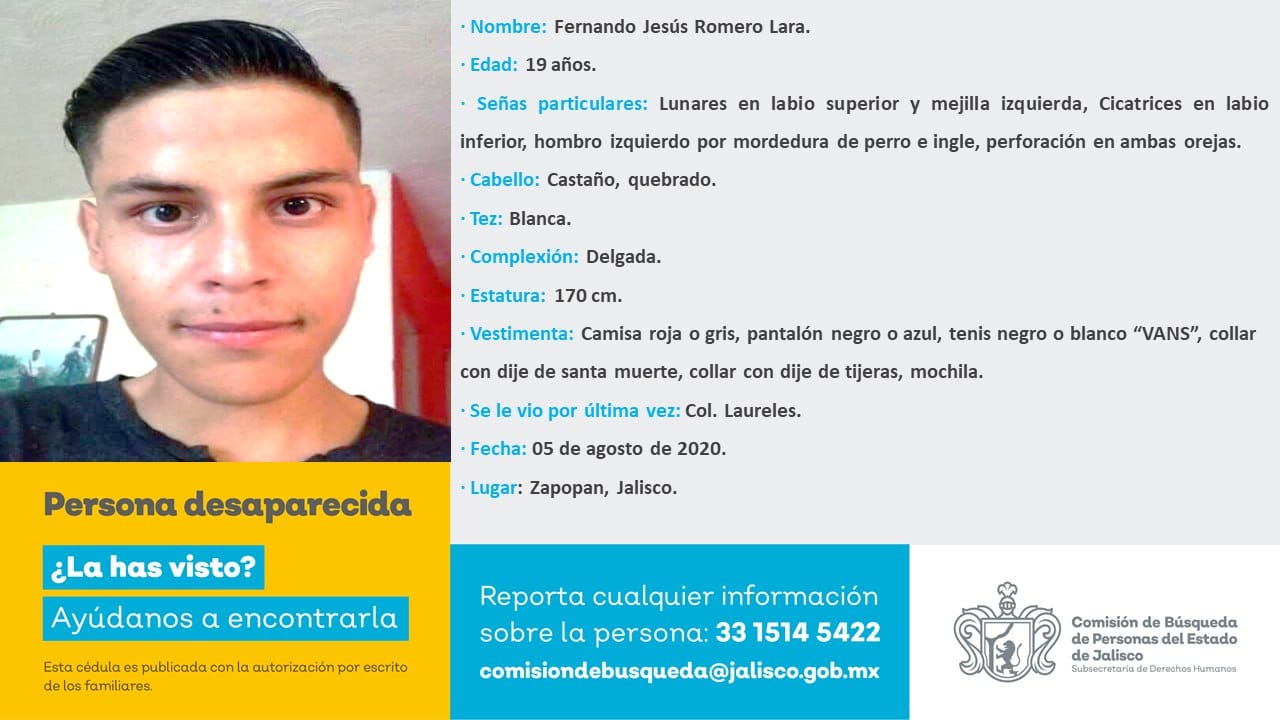 · Nombre: Fernando Jesús Romero Lara.
· Edad: 19 años.
· Señas particulares: Lunares en labio superior y mejilla izquierda, Cicatrices en labio
inferior, hombro izquierdo por mordedura de perro e ingle, perforación en ambas orejas.
· Cabello: Castaño, quebrado.
· Tez: Blanca.
· Complexión: Delgada.
· Estatura: 170 cm.
· Vestimenta: Camisa roja o gris, pantalón negro o azul, tenis negro o blanco “VANS”, collar
con dije de santa muerte, collar con dije de tijeras, mochila.
· Se le vio por última vez: Col. Laureles.
· Fecha: 05 de agosto de 2020.
· Lugar: Zapopan, Jalisco.
Persona desaparecida
¿La has visto?
Ayúdanos a encontrarla
Esta cédula es publicada con la autorización por escrito
de los familiares.
Reporta cualquier información
sobre la persona: 33 1514 5422
comisiondebusqueda@jalisco.gob.mx
Comisión de Búsqueda
de Personas del Estado
de Jalisco
Subsecretaría de Derechos Humanos